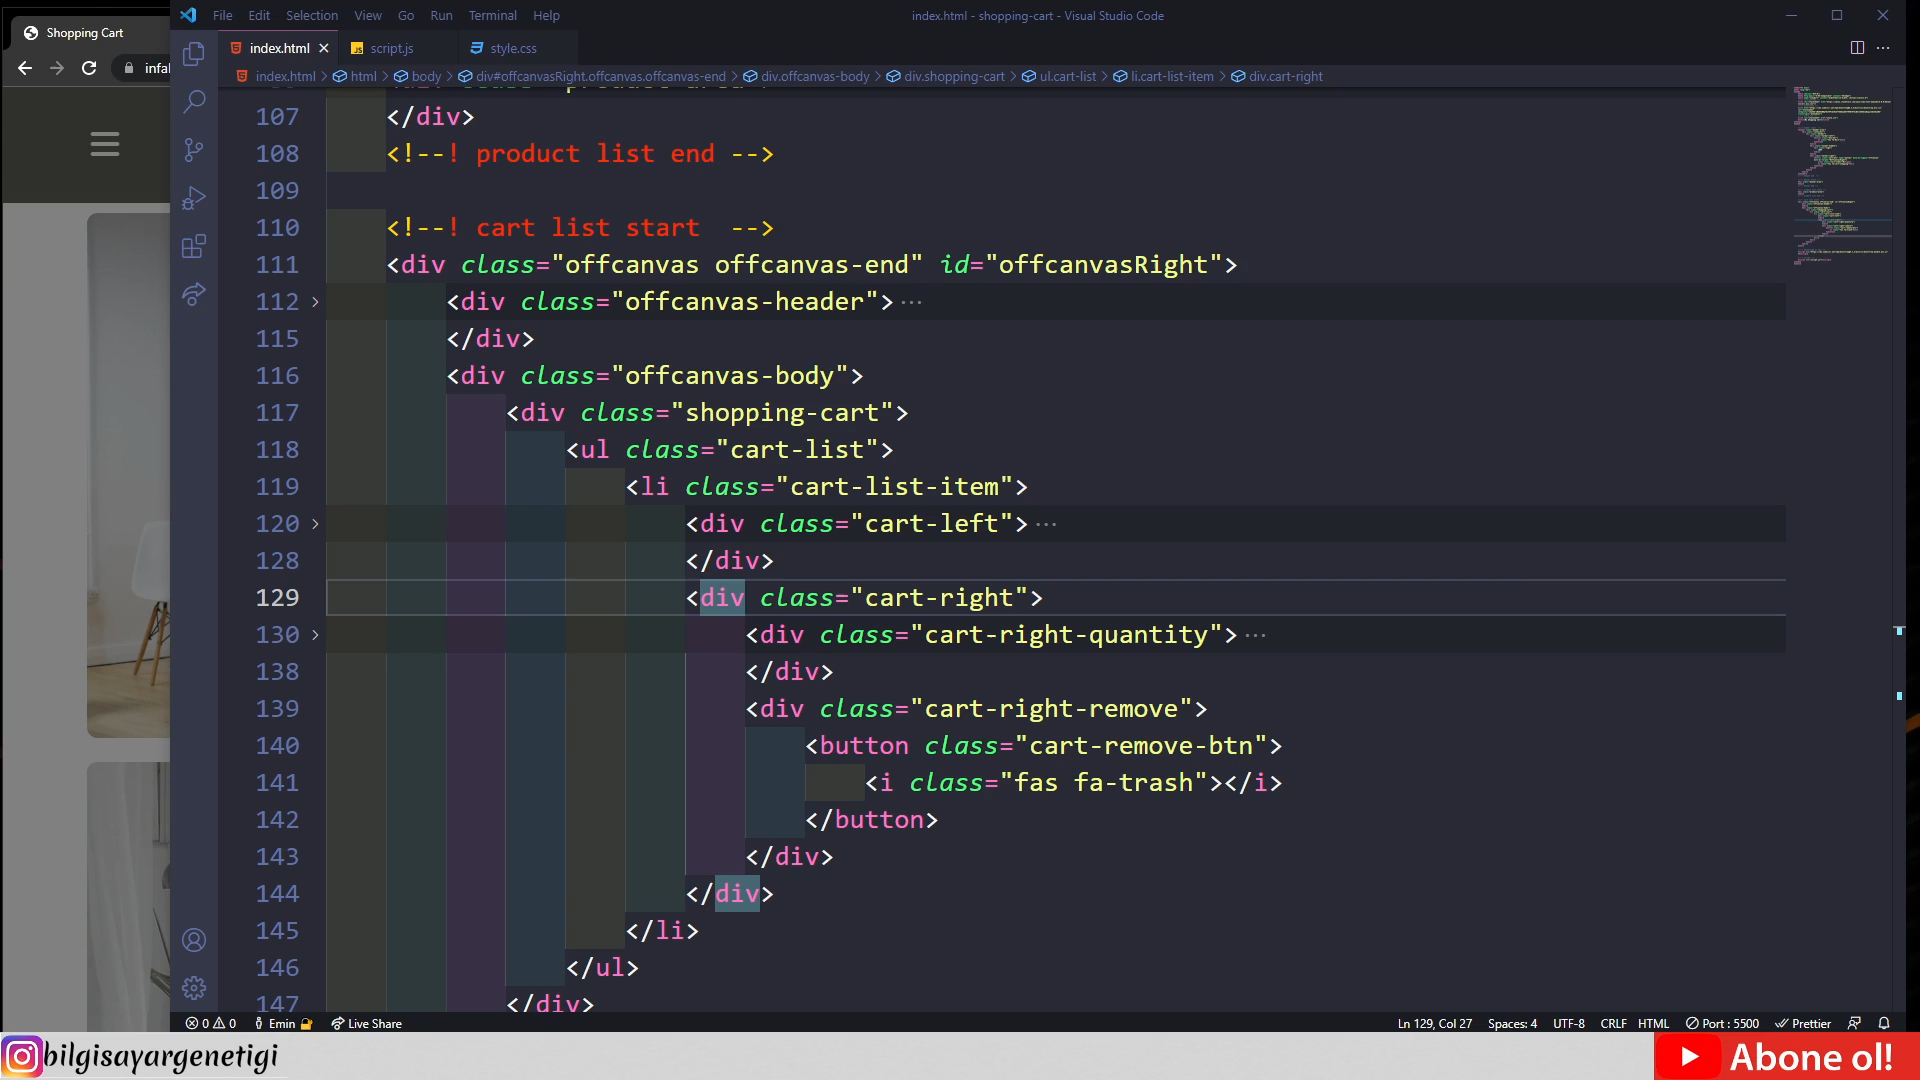 Shopping Cart
infal
File Edit Selection View Go Run Terminal Help
index.html - shopping-cart - Visual Studio Code
index.html script.js style.css
index.html > html > body > div#offcanvasRight.offcanvas.offcanvas-end > div.offcanvas-body > div.shopping-cart > ul.cart-list > li.cart-list-item > div.cart-right
107 </div>
108 <!--! product list end -->
109
110 <!--! cart list start  -->
111 <div class="offcanvas offcanvas-end" id="offcanvasRight">
112 <div class="offcanvas-header"> ...
115 </div>
116 <div class="offcanvas-body">
117 <div class="shopping-cart">
118 <ul class="cart-list">
119 <li class="cart-list-item">
120 <div class="cart-left"> ...
128 </div>
129 <div class="cart-right">
130 <div class="cart-right-quantity"> ...
138 </div>
139 <div class="cart-right-remove">
140 <button class="cart-remove-btn">
141 <i class="fas fa-trash"></i>
142 </button>
143 </div>
144 </div>
145 </li>
146 </ul>
147 </div>
0 0 Emin Live Share
Ln 129, Col 27 Spaces: 4 UTF-8 CRLF HTML Port : 5500 Prettier
bilgisayargenetigi
Abone ol!